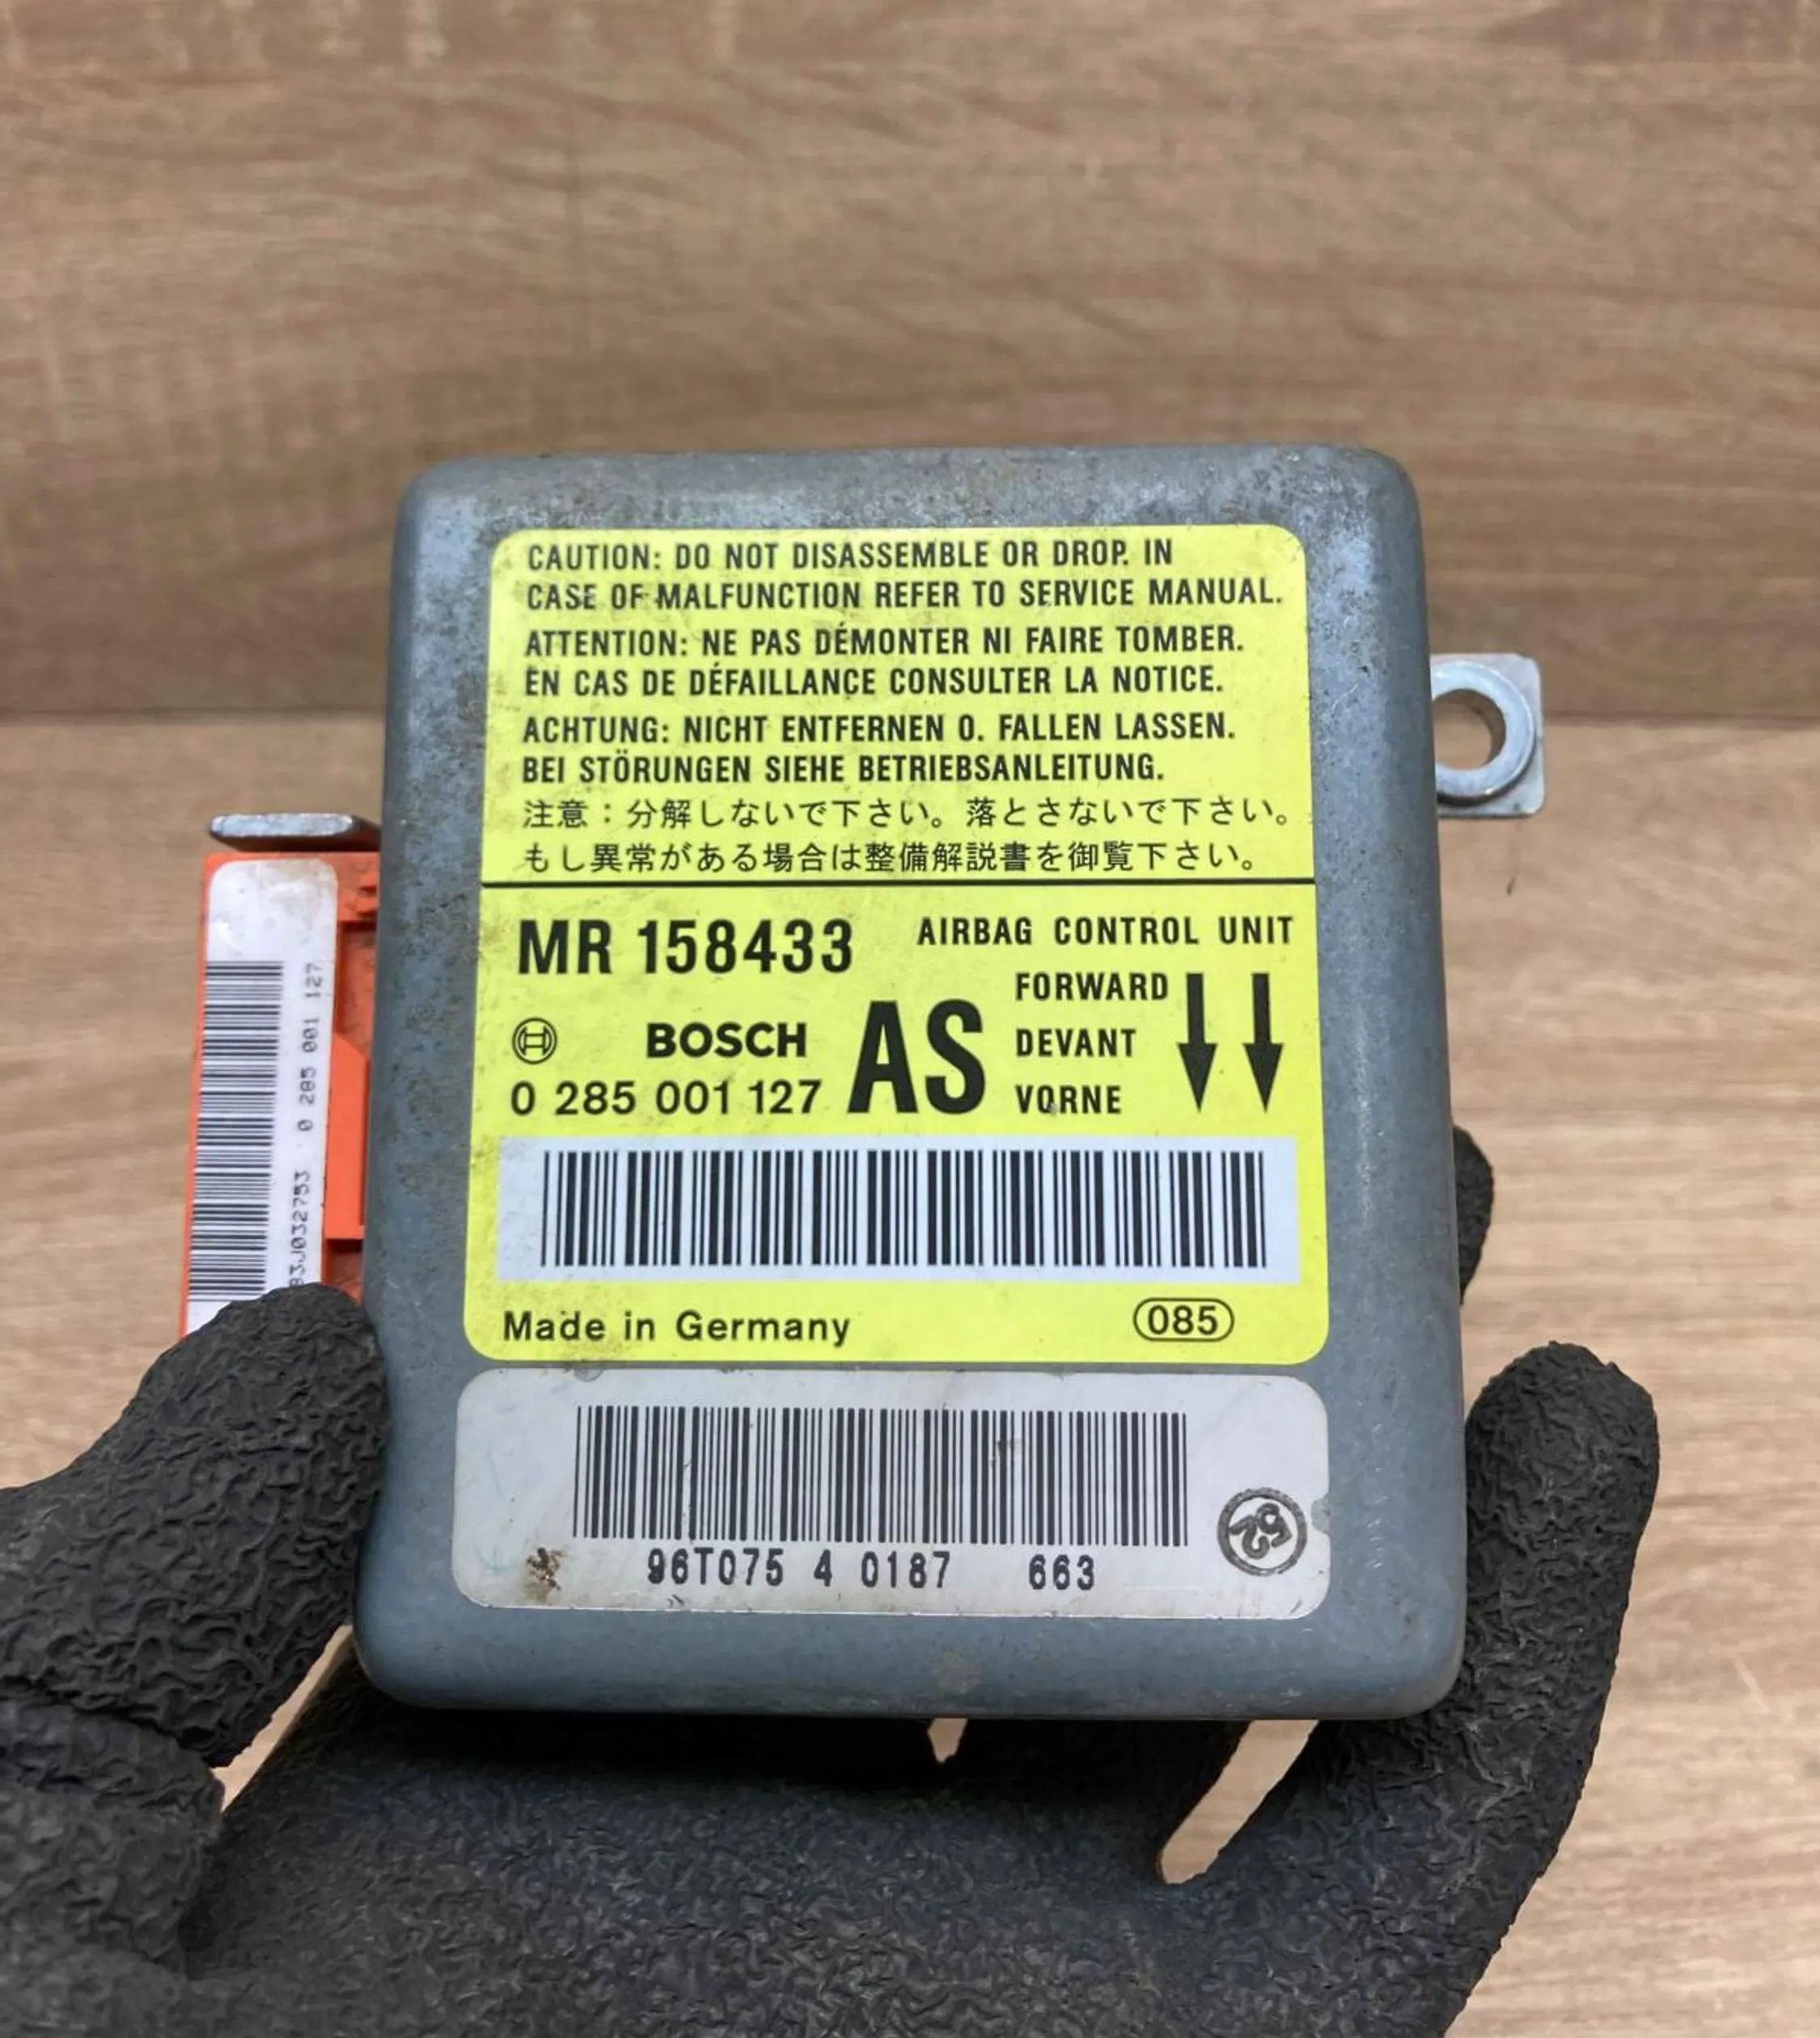 CAUTION: DO NOT DISASSEMBLE OR DROP. IN
CASE OF MALFUNCTION REFER TO SERVICE MANUAL.
ATTENTION: NE PAS DÉMONTER NI FAIRE TOMBER.
EN CAS DE DÉFAILLANCE CONSULTER LA NOTICE.
ACHTUNG: NICHT ENTFERNEN O. FALLEN LASSEN.
BEI STÖRUNGEN SIEHE BETRIEBSANLEITUNG.
注意：分解しないで下さい。落とさないで下さい。
もし異常がある場合は整備解説書を御覧下さい。
MR 158433 AIRBAG CONTROL UNIT
FORWARD
BOSCH AS DEVANT
0 285 001 127 VORNE
Made in Germany 085
96T075 4 0187 663
52
0 285 001 127